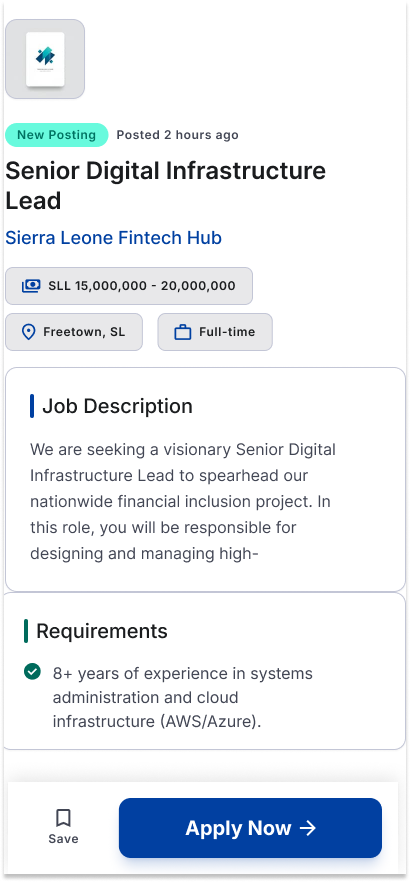 New Posting Posted 2 hours ago
Senior Digital Infrastructure
Lead
Sierra Leone Fintech Hub
SLL 15,000,000 - 20,000,000
Freetown, SL Full-time
Job Description
We are seeking a visionary Senior Digital
Infrastructure Lead to spearhead our
nationwide financial inclusion project. In
this role, you will be responsible for
designing and managing high-
Requirements
8+ years of experience in systems
administration and cloud
infrastructure (AWS/Azure).
Save
Apply Now →